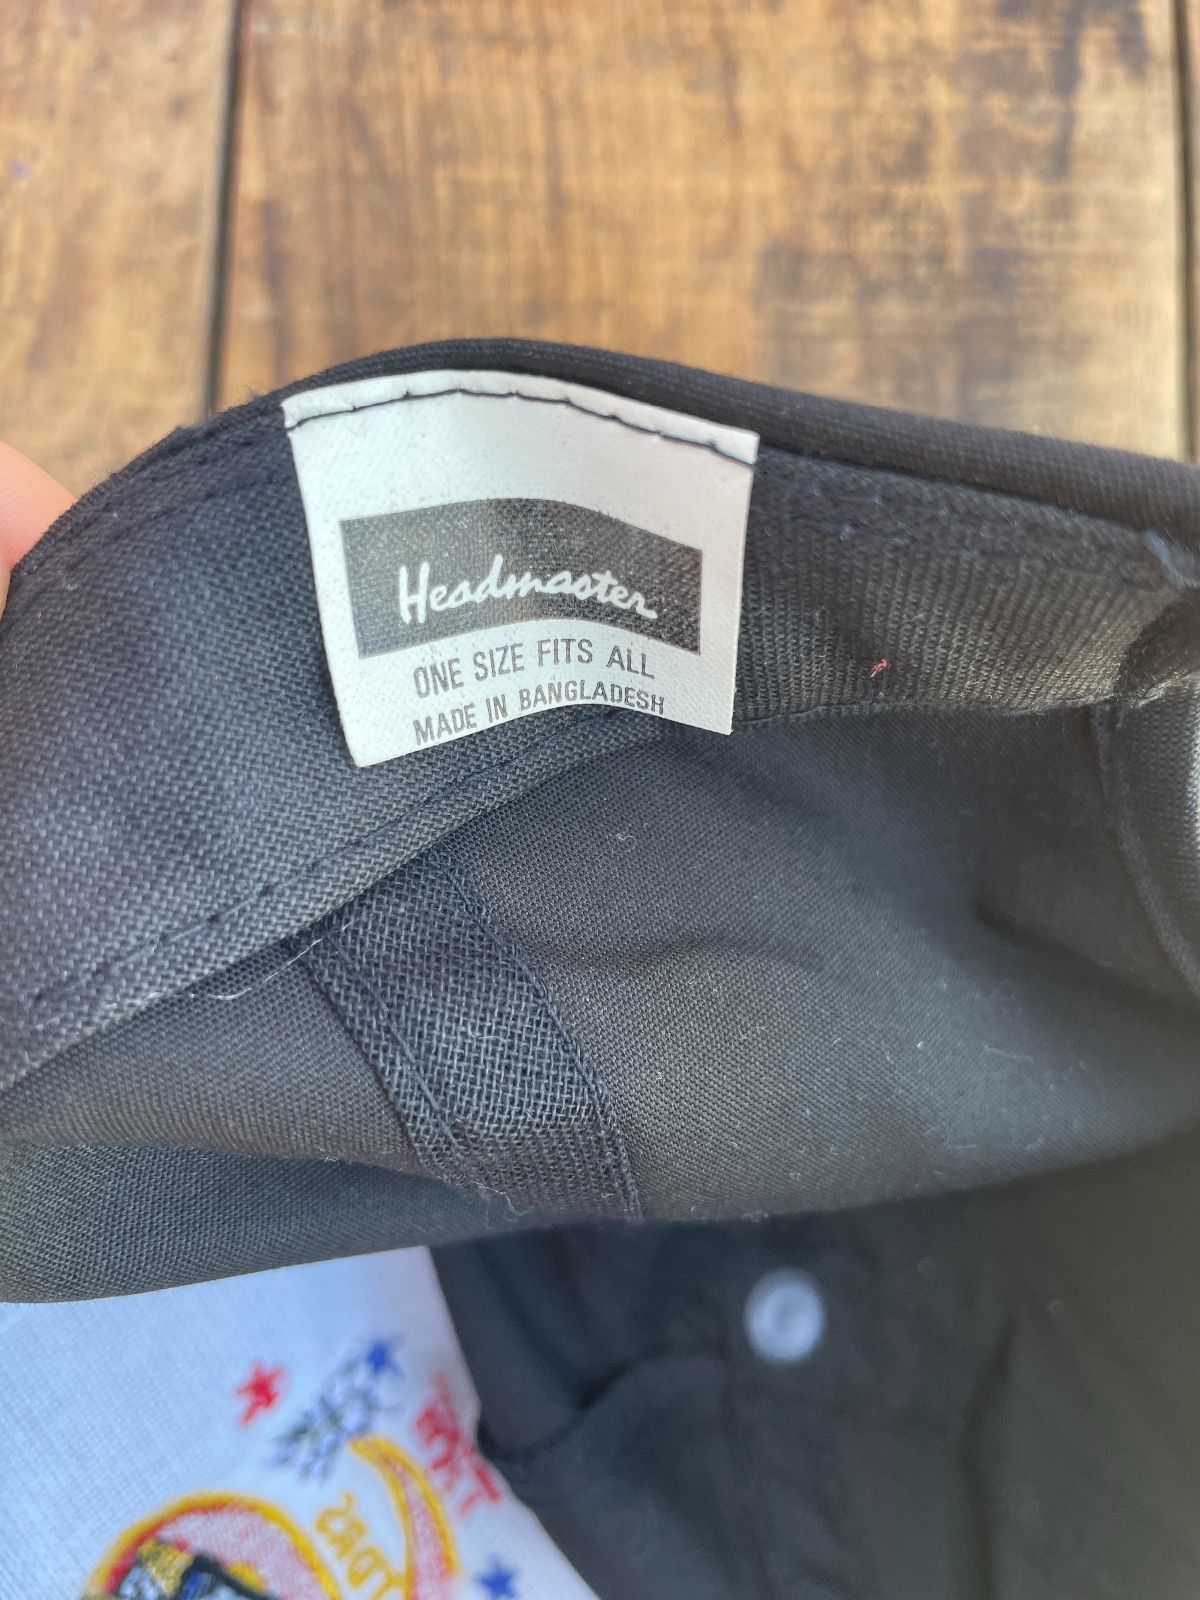 Headmaster
ONE SIZE FITS ALL
MADE IN BANGLADESH